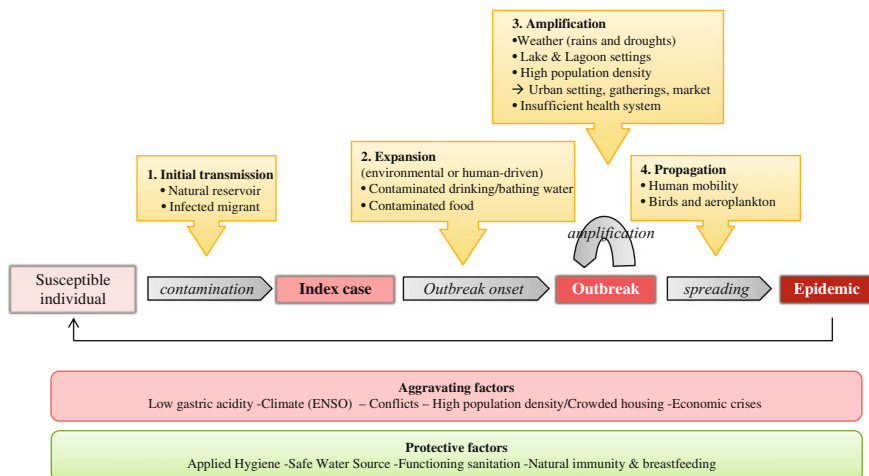 3. Amplification
•Weather (rains and droughts)
• Lake & Lagoon settings
• High population density
→ Urban setting, gatherings, market
• Insufficient health system
1. Initial transmission
• Natural reservoir
• Infected migrant
2. Expansion
(environmental or human-driven)
• Contaminated drinking/bathing water
• Contaminated food
4. Propagation
• Human mobility
• Birds and aeroplankton
amplification
Susceptible
individual
contamination
Index case
Outbreak onset
Outbreak
spreading
Epidemic
Aggravating factors
Low gastric acidity -Climate (ENSO) – Conflicts – High population density/Crowded housing -Economic crises
Protective factors
Applied Hygiene -Safe Water Source -Functioning sanitation -Natural immunity & breastfeeding